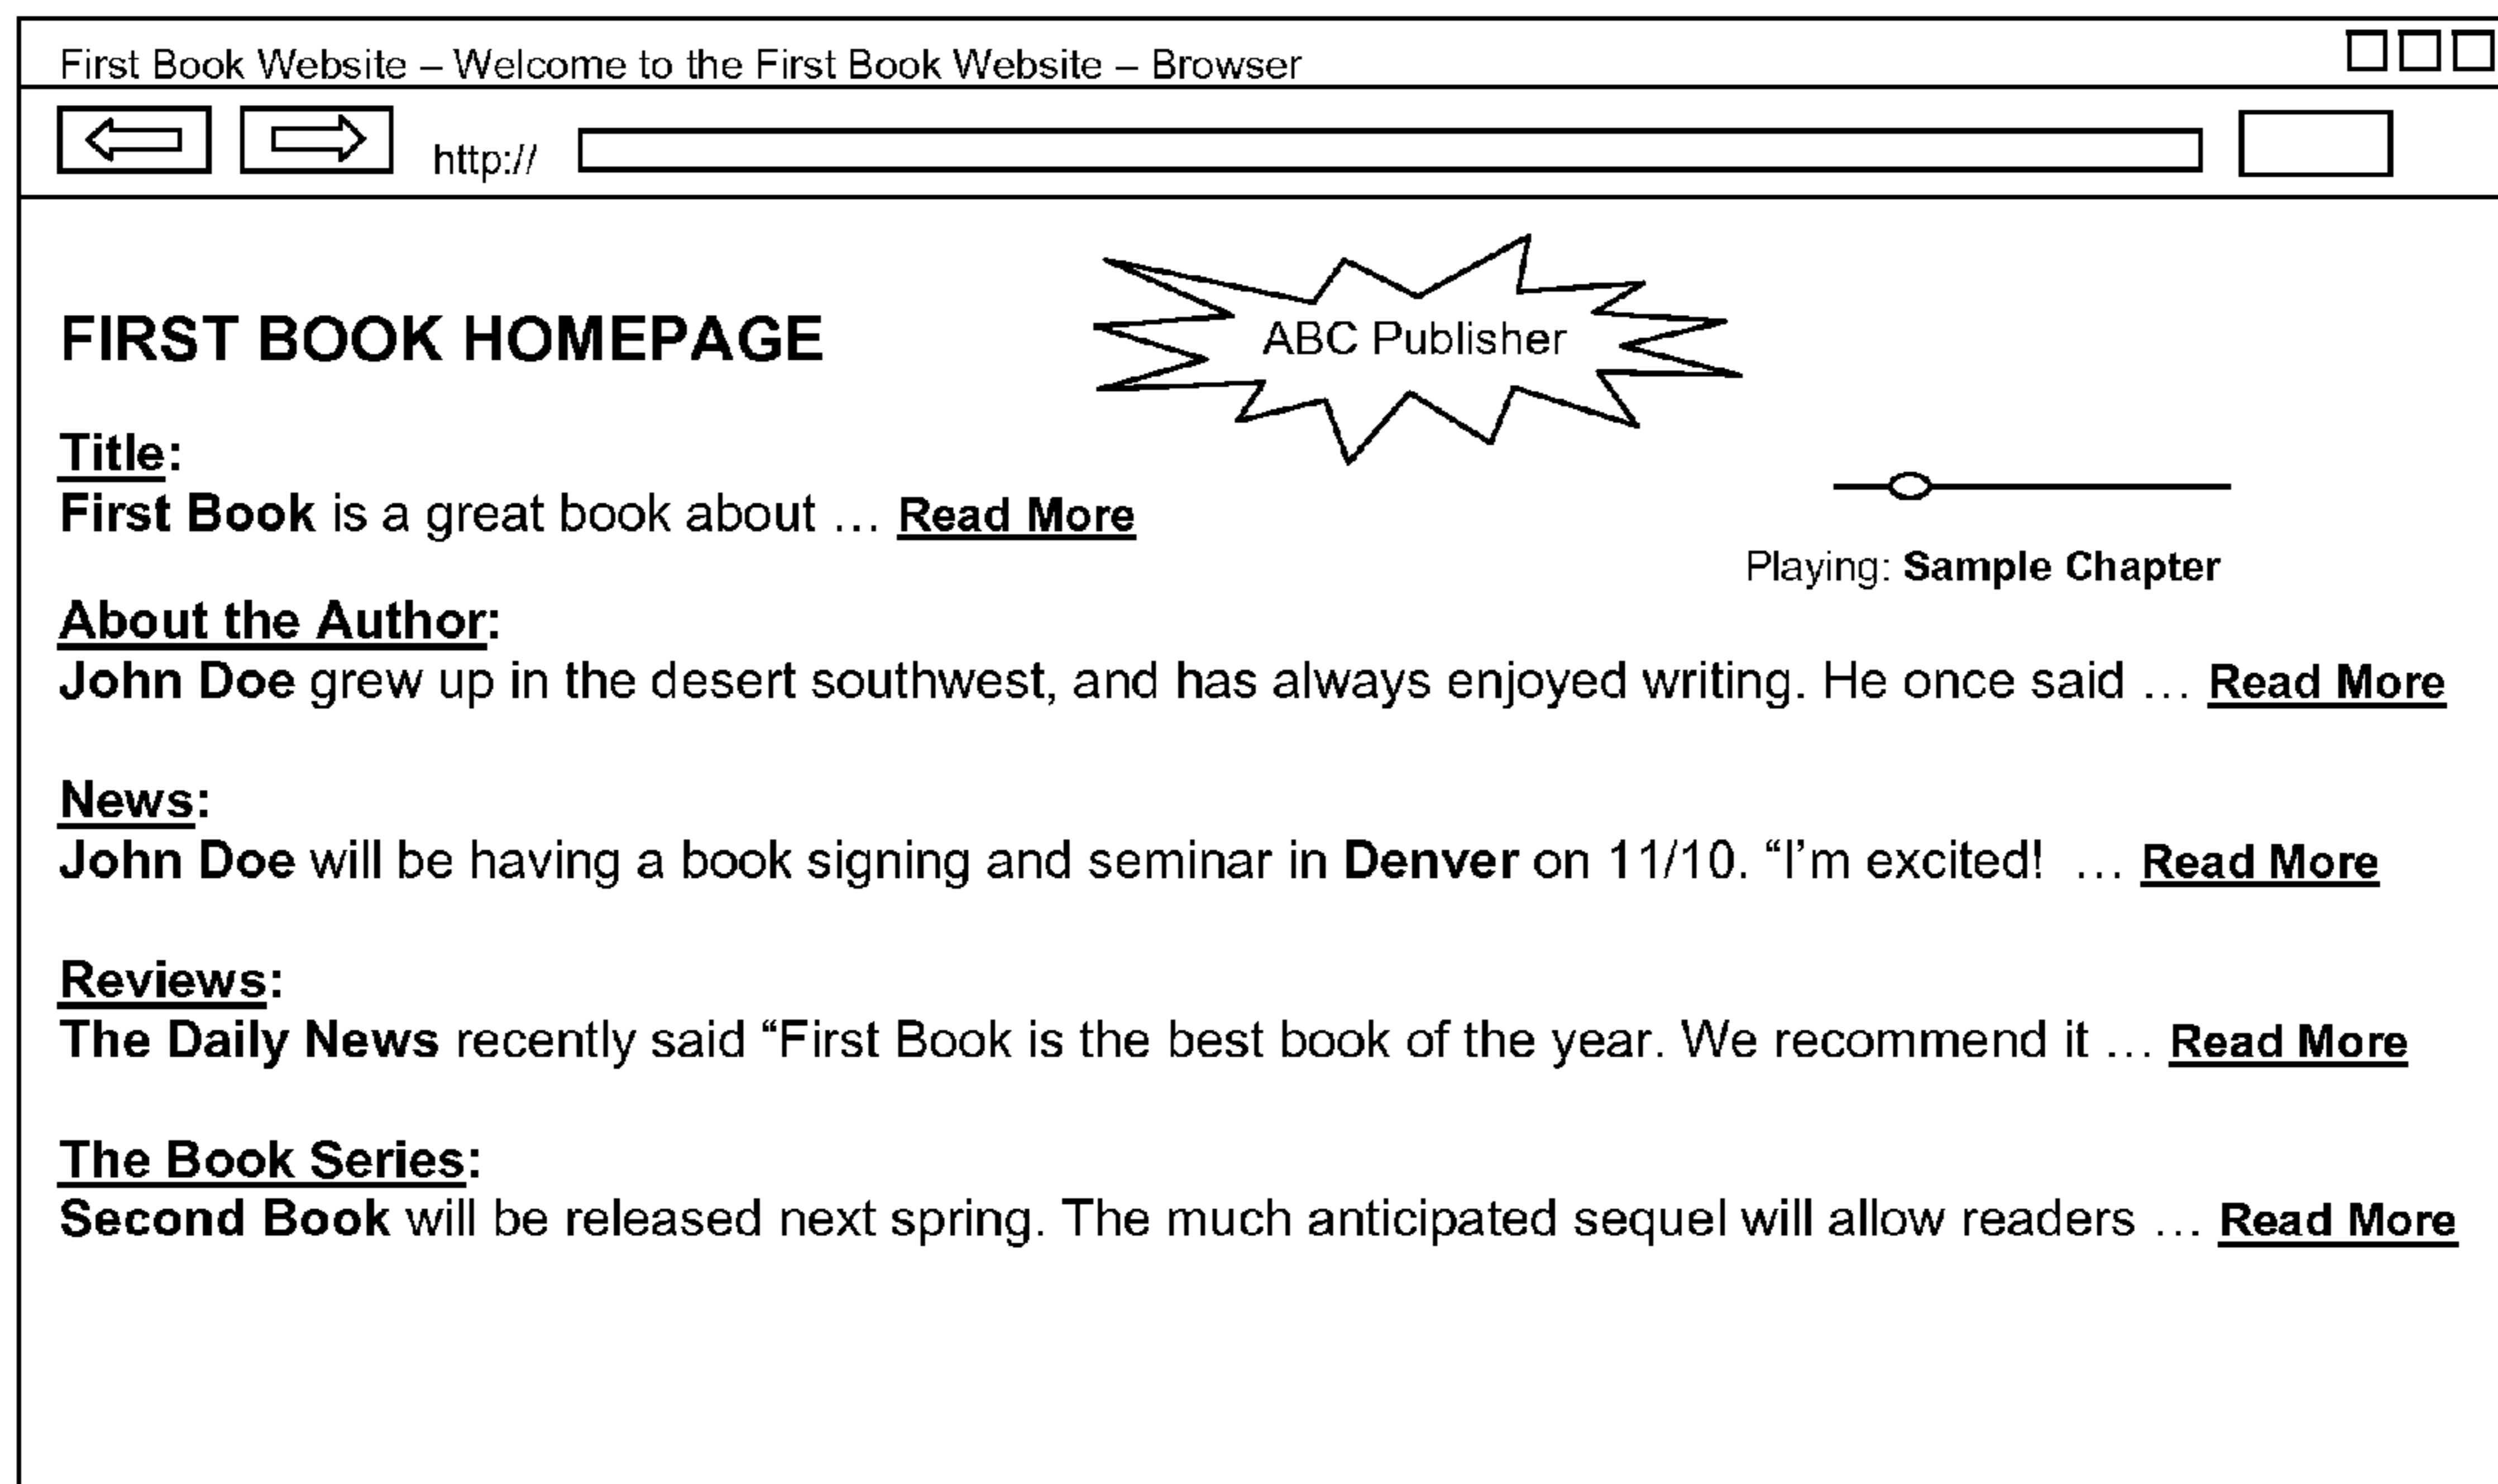 First Book Website – Welcome to the First Book Website – Browser
http://
ABC Publisher
FIRST BOOK HOMEPAGE
Title:
First Book is a great book about ... Read More
Playing: Sample Chapter
About the Author:
John Doe grew up in the desert southwest, and has always enjoyed writing. He once said ... Read More
News:
John Doe will be having a book signing and seminar in Denver on 11/10. “I’m excited!  ... Read More
Reviews:
The Daily News recently said “First Book is the best book of the year. We recommend it ... Read More
The Book Series:
Second Book will be released next spring. The much anticipated sequel will allow readers ... Read More